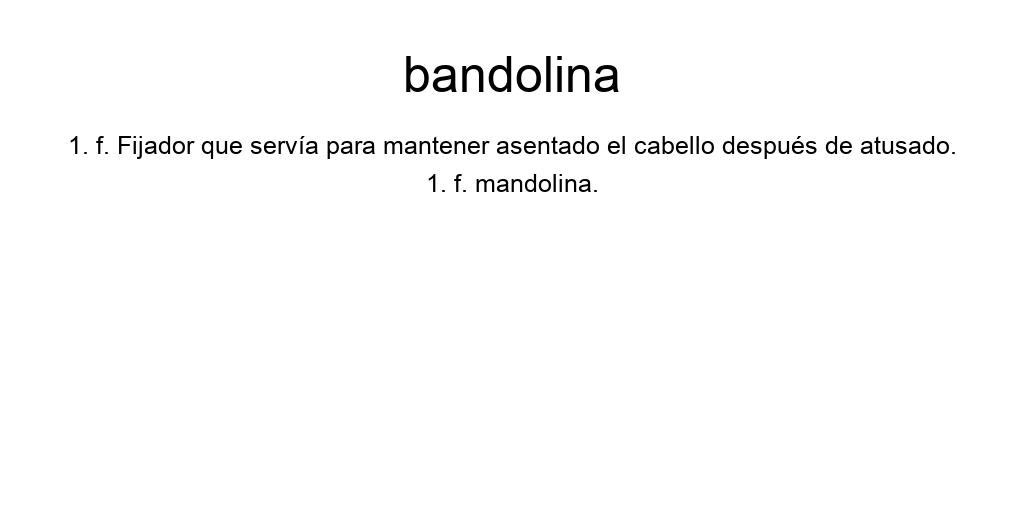 bandolina
1. f. Fijador que servía para mantener asentado el cabello después de atusado.
1. f. mandolina.